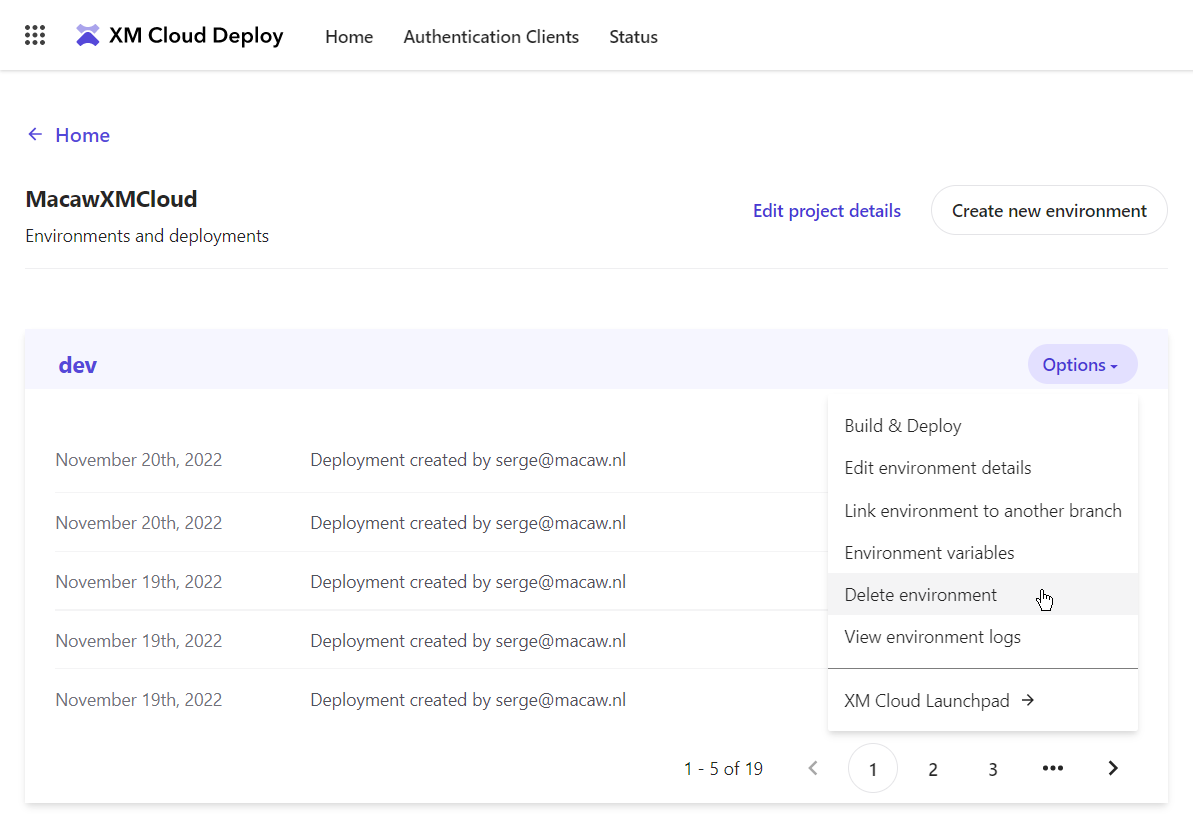 XM Cloud Deploy Home Authentication Clients Status
← Home
MacawXMCloud
Edit project details Create new environment
Environments and deployments
dev Options
Build & Deploy
November 20th, 2022 Deployment created by serge@macaw.nl
Edit environment details
Link environment to another branch
November 20th, 2022 Deployment created by serge@macaw.nl
Environment variables
November 19th, 2022 Deployment created by serge@macaw.nl
Delete environment
November 19th, 2022 Deployment created by serge@macaw.nl
View environment logs
November 19th, 2022 Deployment created by serge@macaw.nl
XM Cloud Launchpad →
1 - 5 of 19 1 2 3 •••